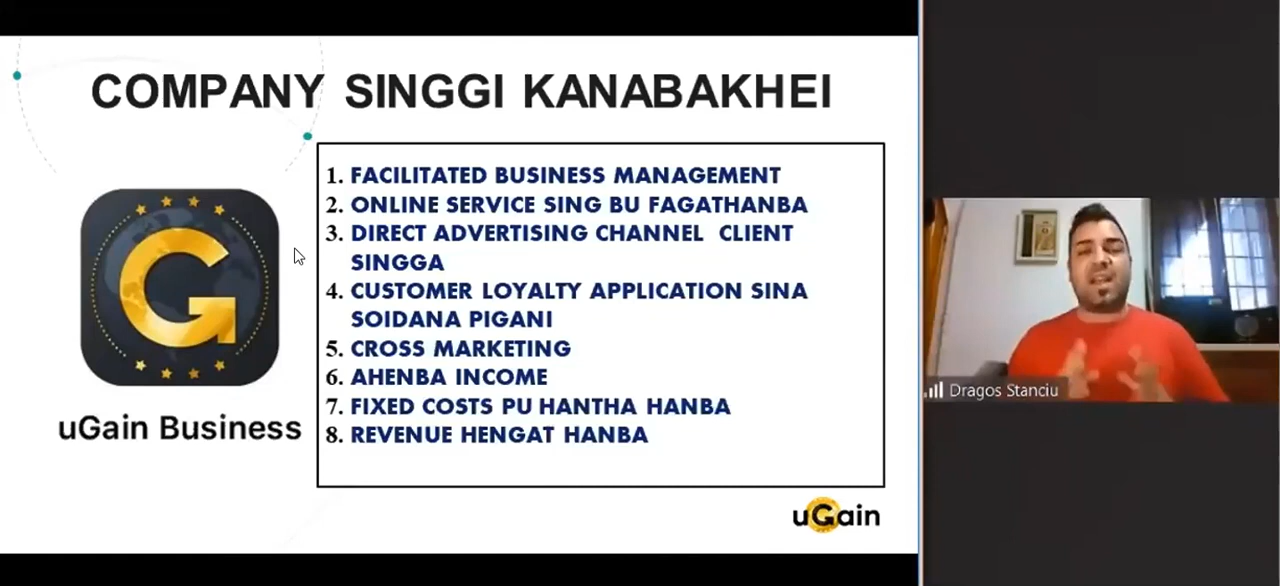 COMPANY SINGGI KANABAKHEI
1. FACILITATED BUSINESS MANAGEMENT
2. ONLINE SERVICE SING BU FAGATHANBA
3. DIRECT ADVERTISING CHANNEL CLIENT
SINGGA
4. CUSTOMER LOYALTY APPLICATION SINA
SOIDANA PIGANI
5. CROSS MARKETING
6. AHENBA INCOME
7. FIXED COSTS PU HANTHA HANBA
8. REVENUE HENGAT HANBA
G
uGain Business
uGain
Dragos Stanciu